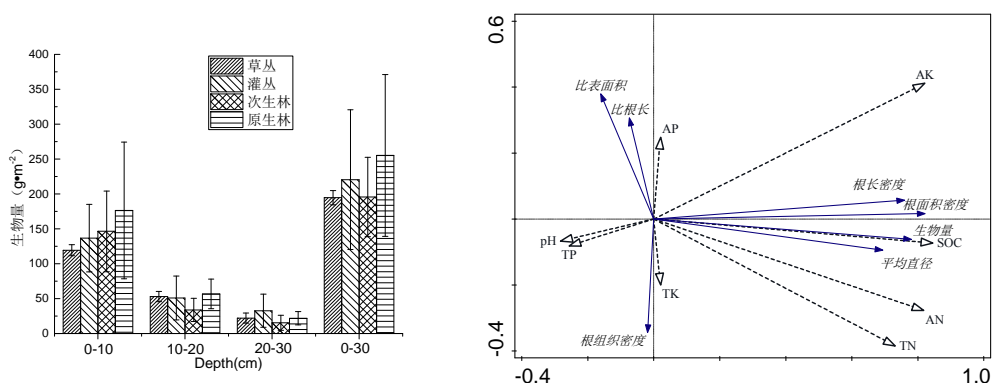 400
350
300
250
200
150
100
50
0
生物量（g•m-2）
草丛
灌丛
次生林
原生林
0-10
10-20
20-30
0-30
Depth(cm)
0.6
-0.4
比表面积
比根长
AP
AK
根长密度
根面积密度
生物量
SOC
平均直径
pH
TP
TK
AN
TN
根组织密度
-0.4
1.0